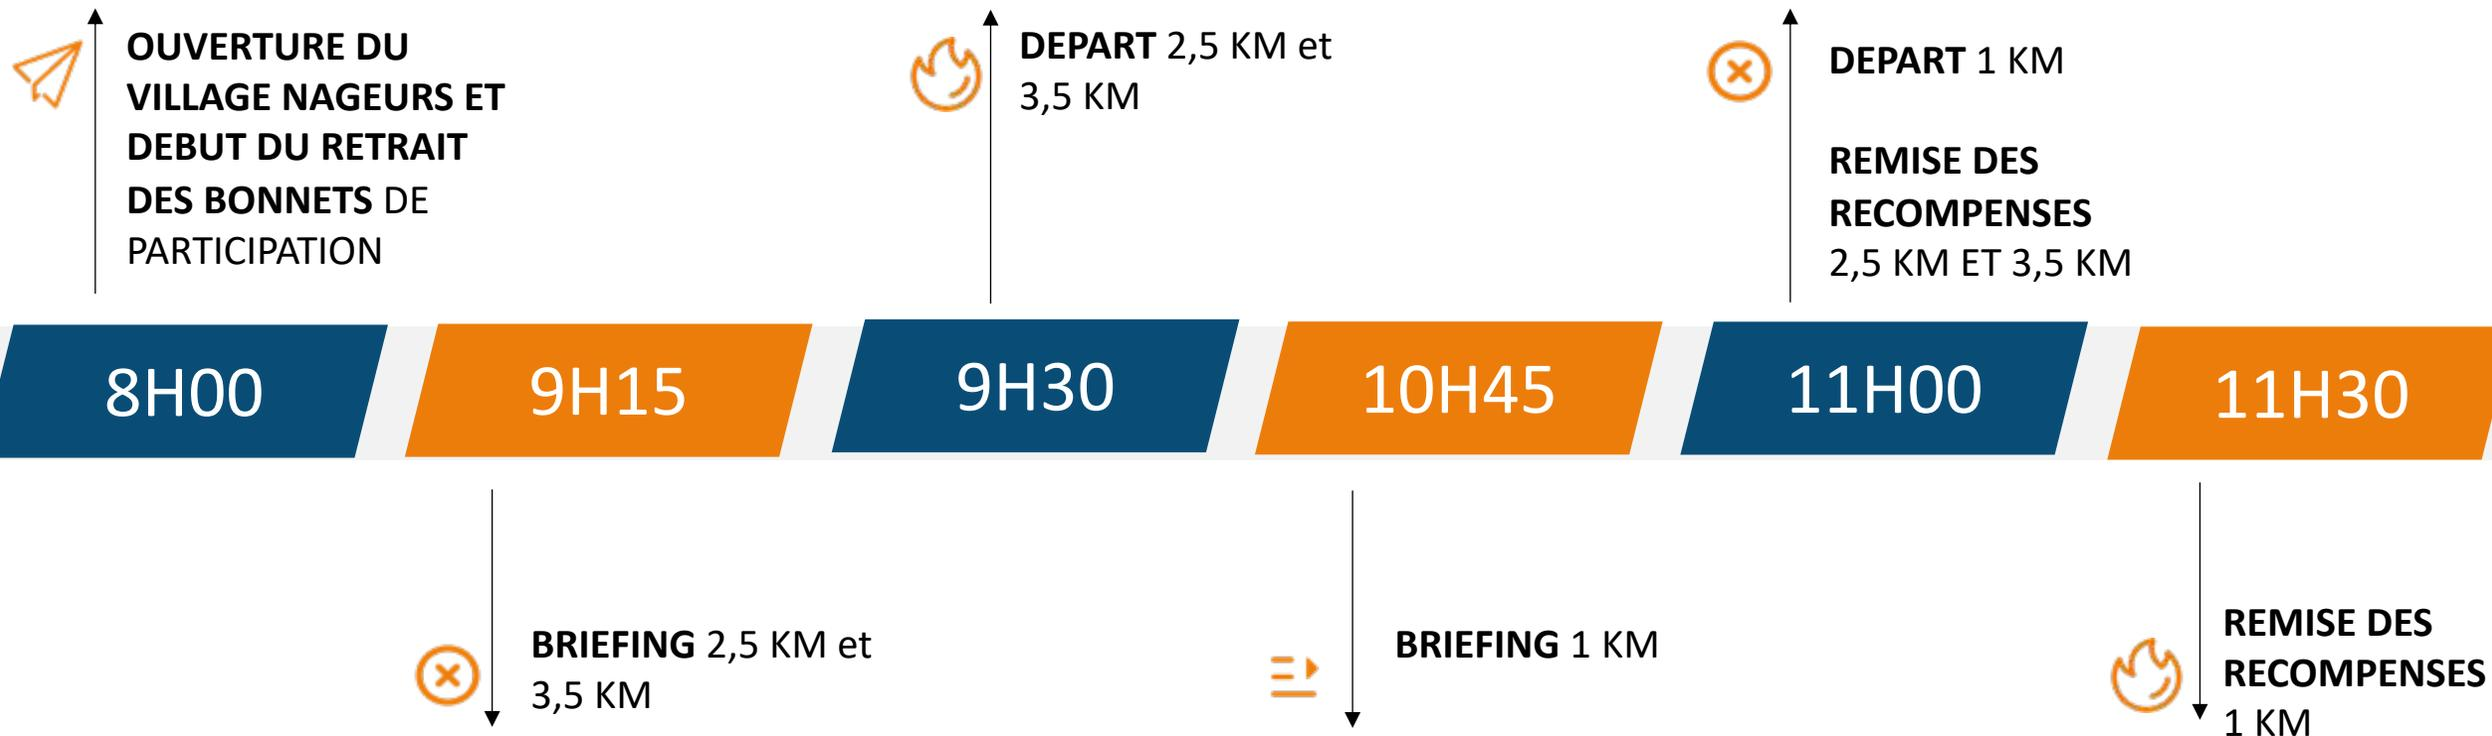 OUVERTURE DU
VILLAGE NAGEURS ET
DEBUT DU RETRAIT
DES BONNETS DE
PARTICIPATION
DEPART 2,5 KM et
3,5 KM
DEPART 1 KM
REMISE DES
RECOMPENSES
2,5 KM ET 3,5 KM
8H00
9H15
9H30
10H45
11H00
11H30
BRIEFING 2,5 KM et
3,5 KM
BRIEFING 1 KM
REMISE DES
RECOMPENSES
1 KM